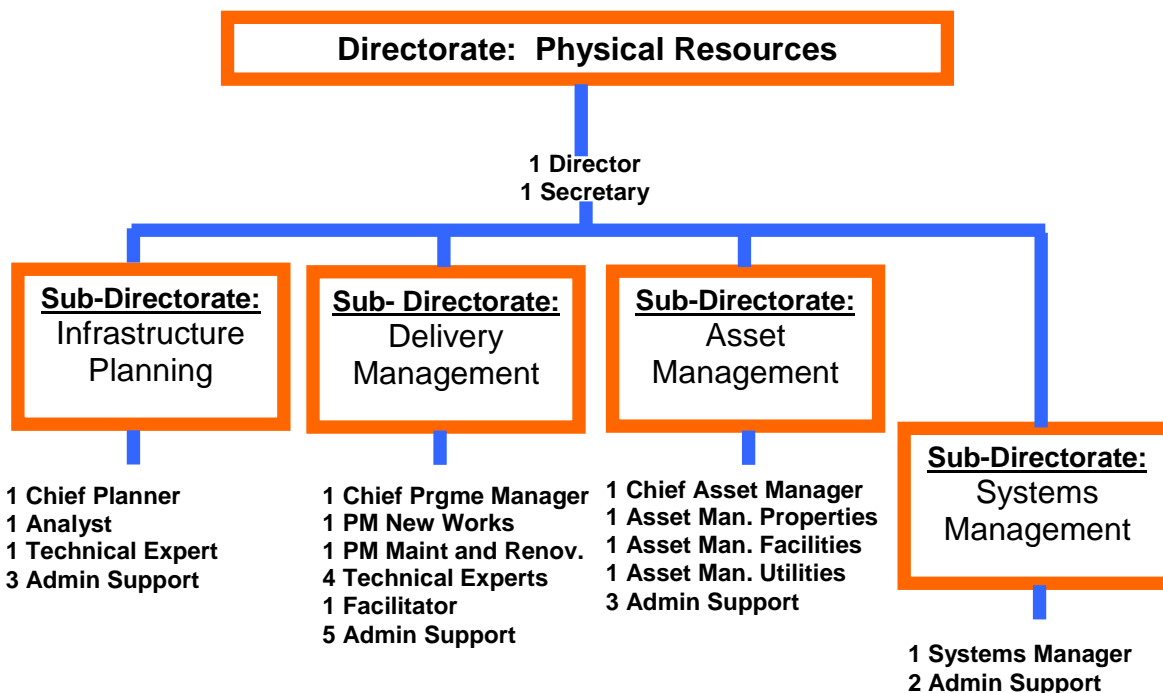 Directorate: Physical Resources
1 Director
1 Secretary
Sub-Directorate:
Infrastructure
Planning
1 Chief Planner
1 Analyst
1 Technical Expert
3 Admin Support
Sub- Directorate:
Delivery
Management
1 Chief Prgme Manager
1 PM New Works
1 PM Maint and Renov.
4 Technical Experts
1 Facilitator
5 Admin Support
Sub-Directorate:
Asset
Management
1 Chief Asset Manager
1 Asset Man. Properties
1 Asset Man. Facilities
1 Asset Man. Utilities
3 Admin Support
Sub-Directorate:
Systems
Management
1 Systems Manager
2 Admin Support